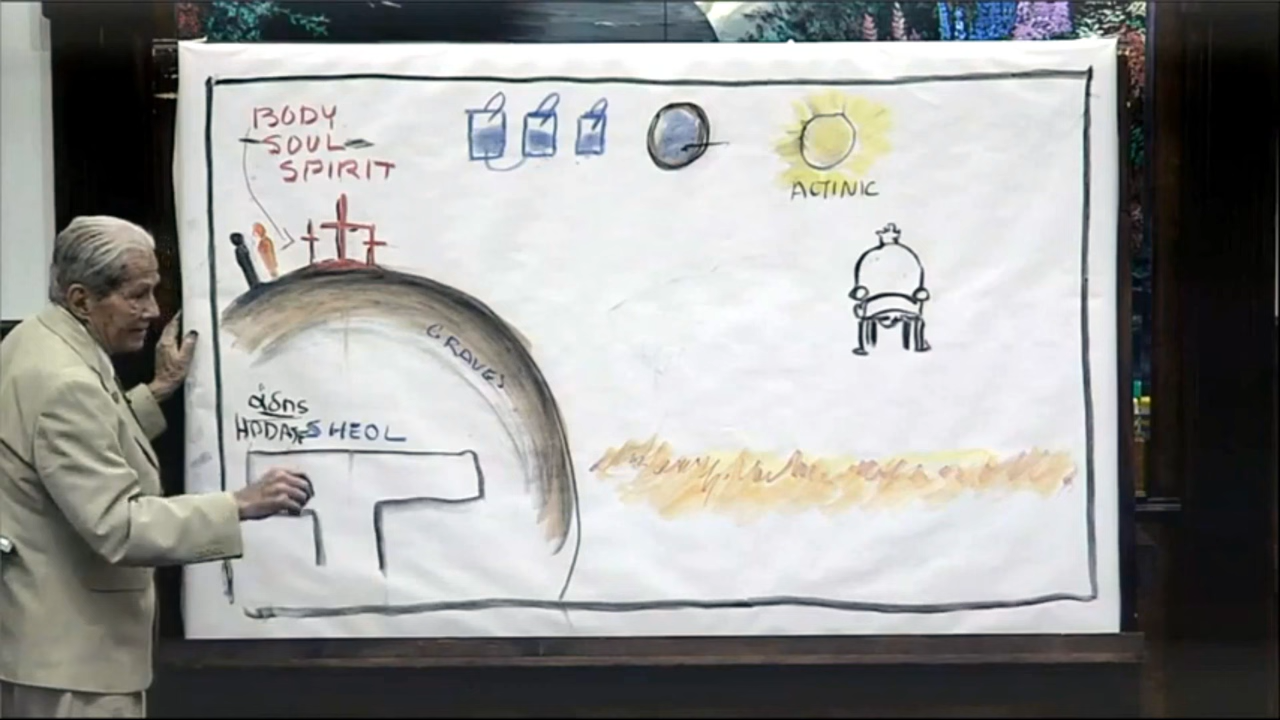 BODY
SOUL
SPIRIT
ACTINIC
GRAVES
ᾅδης
HADES SHEOL